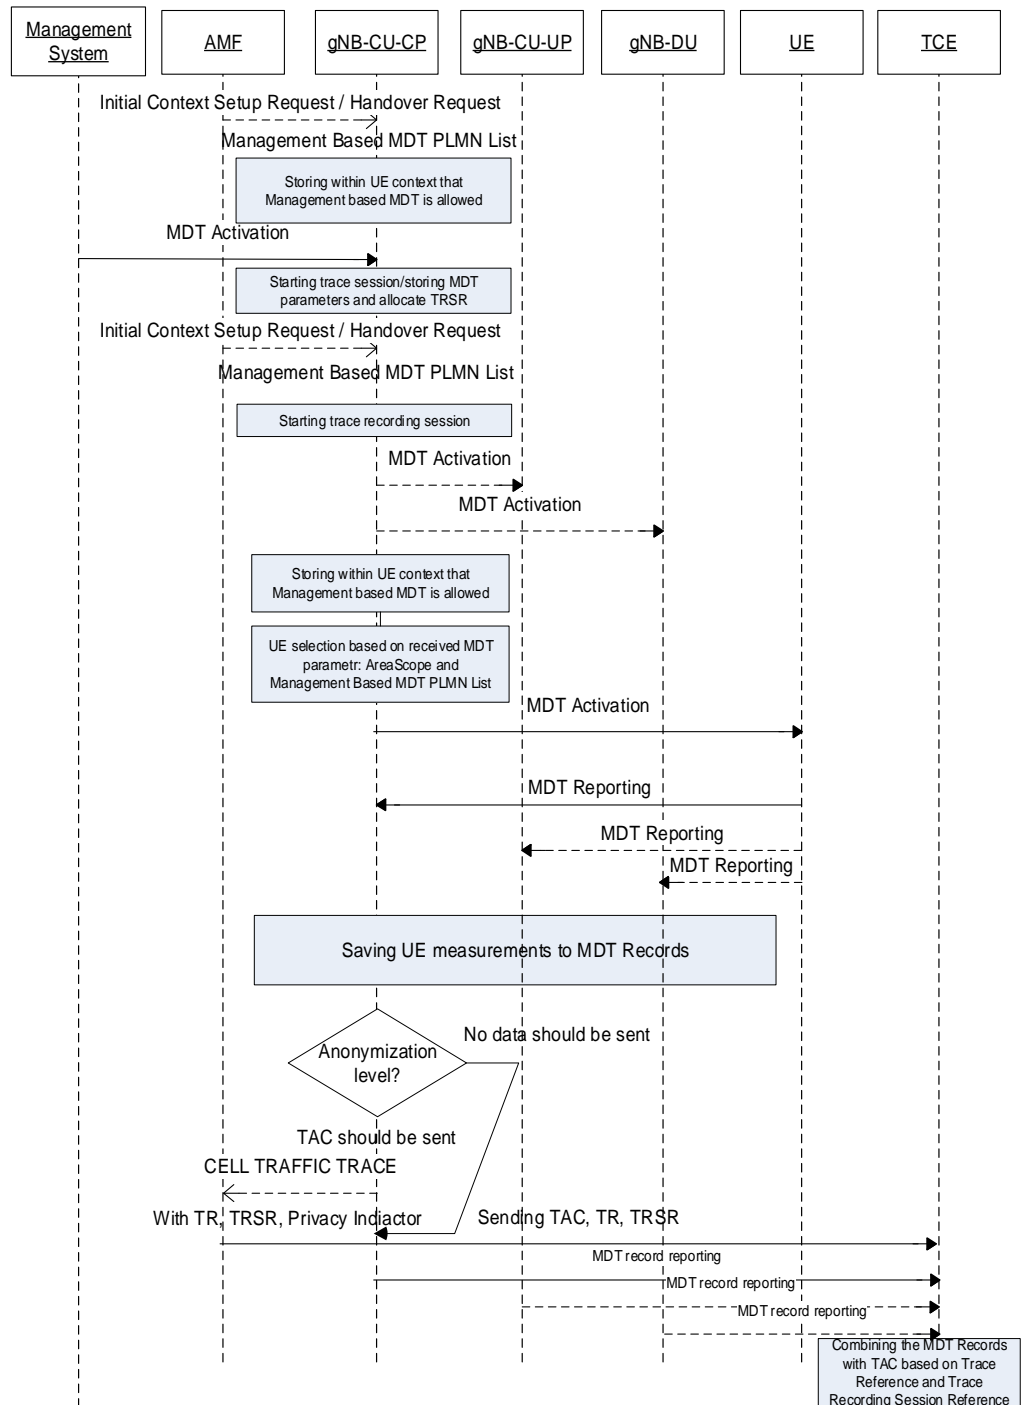 Management
System
AMF
gNB-CU-CP
gNB-CU-UP
gNB-DU
UE
TCE
Initial Context Setup Request / Handover Request
Management Based MDT PLMN List
Storing within UE context that
Management based MDT is allowed
MDT Activation
Starting trace session/storing MDT
parameters and allocate TRSR
Initial Context Setup Request / Handover Request
Management Based MDT PLMN List
Starting trace recording session
MDT Activation
MDT Activation
Storing within UE context that
Management based MDT is allowed
UE selection based on received MDT
parametr: AreaScope and
Management Based MDT PLMN List
MDT Activation
MDT Reporting
MDT Reporting
MDT Reporting
Saving UE measurements to MDT Records
No data should be sent
Anonymization
level?
TAC should be sent
CELL TRAFFIC TRACE
With TR, TRSR, Privacy Indiactor
Sending TAC, TR, TRSR
MDT record reporting
MDT record reporting
MDT record reporting
Combining the MDT Records
with TAC based on Trace
Reference and Trace
Recording Session Reference